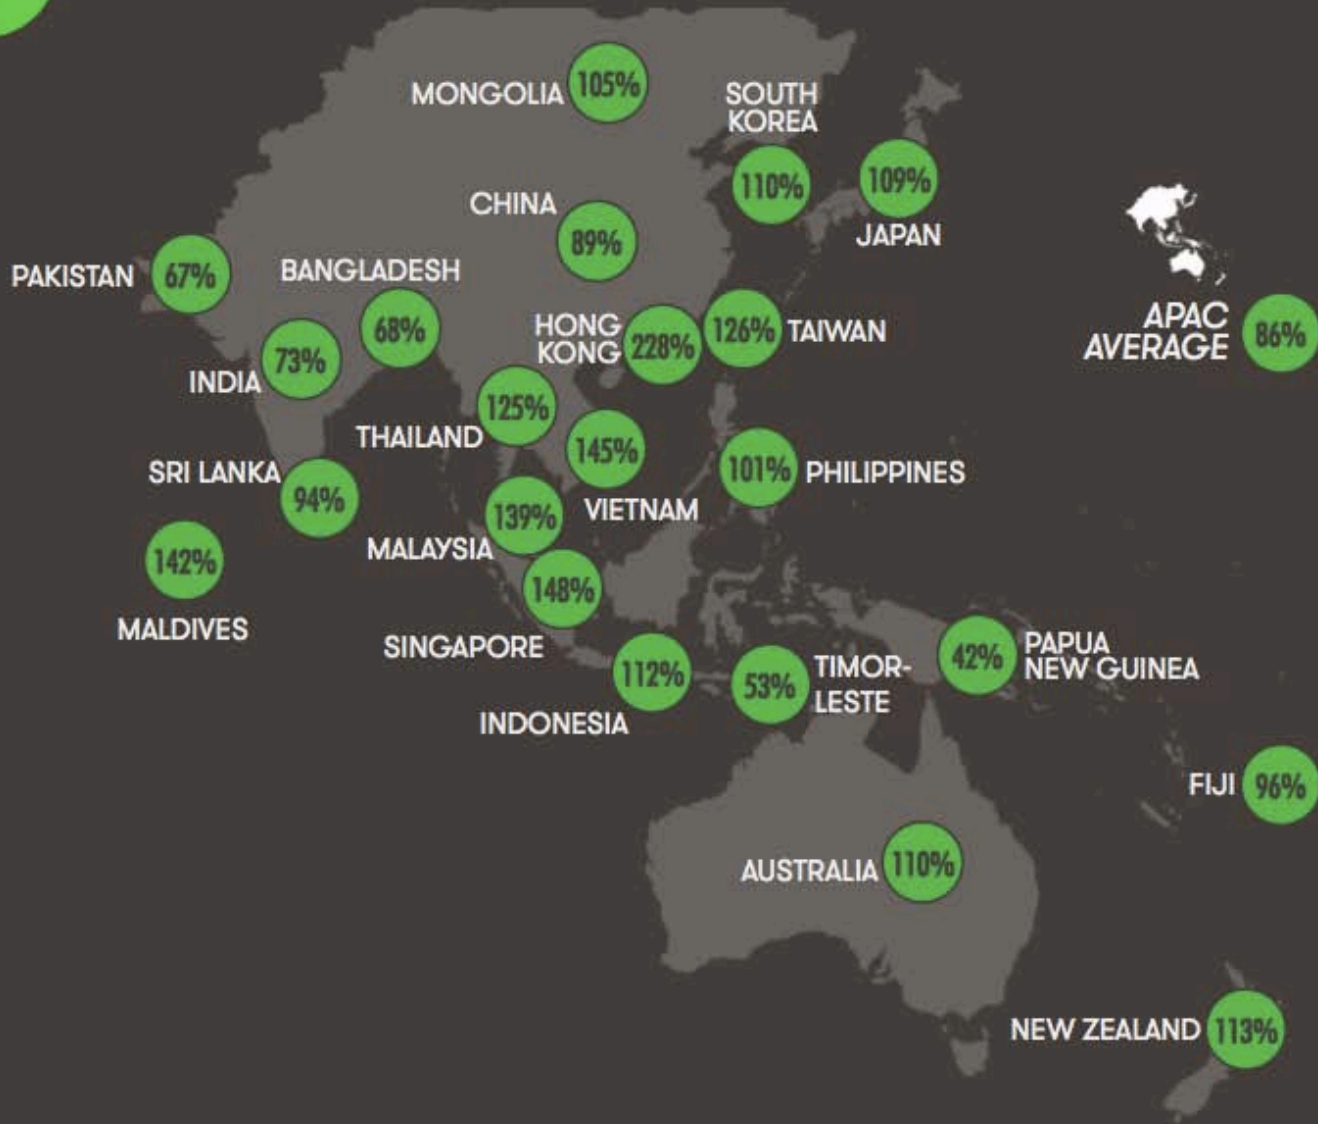 MONGOLIA 105%
SOUTH
KOREA
110%
109%
JAPAN
CHINA
89%
PAKISTAN 67%
BANGLADESH
68%
INDIA 73%
HONG
KONG 228%
126% TAIWAN
APAC
AVERAGE 86%
THAILAND 125%
145%
VIETNAM
101% PHILIPPINES
SRI LANKA
94%
142%
MALDIVES
139%
MALAYSIA
148%
SINGAPORE
112%
INDONESIA
53% TIMOR-
LESTE
42% PAPUA
NEW GUINEA
FIJI 96%
AUSTRALIA 110%
NEW ZEALAND 113%